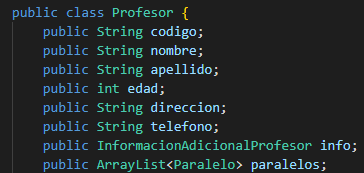 public class Profesor {
public String codigo;
public String nombre;
public String apellido;
public int edad;
public String direccion;
public String telefono;
public InformacionAdicionalProfesor info;
public ArrayList<Paralelo> paralelos;